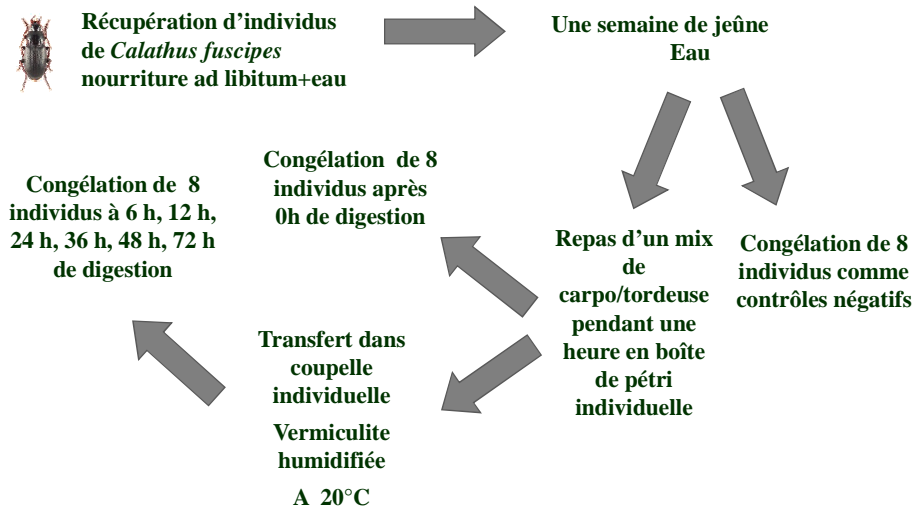 Récupération d’individus
de Calathus fuscipes
nourriture ad libitum+eau
Une semaine de jeûne
Eau
Repas d’un mix
de
carpo/tordeuse
pendant une
heure en boîte
de pétri
individuelle
Congélation de 8
individus comme
contrôles négatifs
Congélation de 8
individus après
0h de digestion
Transfert dans
coupelle
individuelle
Vermiculite
humidifiée
A 20°C
Congélation de 8
individus à 6 h, 12 h,
24 h, 36 h, 48 h, 72 h
de digestion